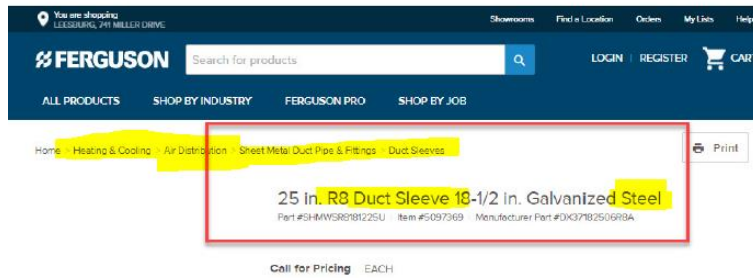 You are shopping
LEESBURG, 741 MILLER DRIVE
Showrooms Find a Location Orders My Lists Help
FERGUSON Search for products LOGIN | REGISTER CAR
ALL PRODUCTS SHOP BY INDUSTRY FERGUSON PRO SHOP BY JOB
Home > Heating & Cooling > Air Distribution > Sheet Metal Duct Pipe & Fittings > Duct Sleeves
Print
25 in. R8 Duct Sleeve 18-1/2 in. Galvanized Steel
Part #SHMWSR8181225U Item #5097369 Manufacturer Part #DX37182506R8A
Call for Pricing EACH